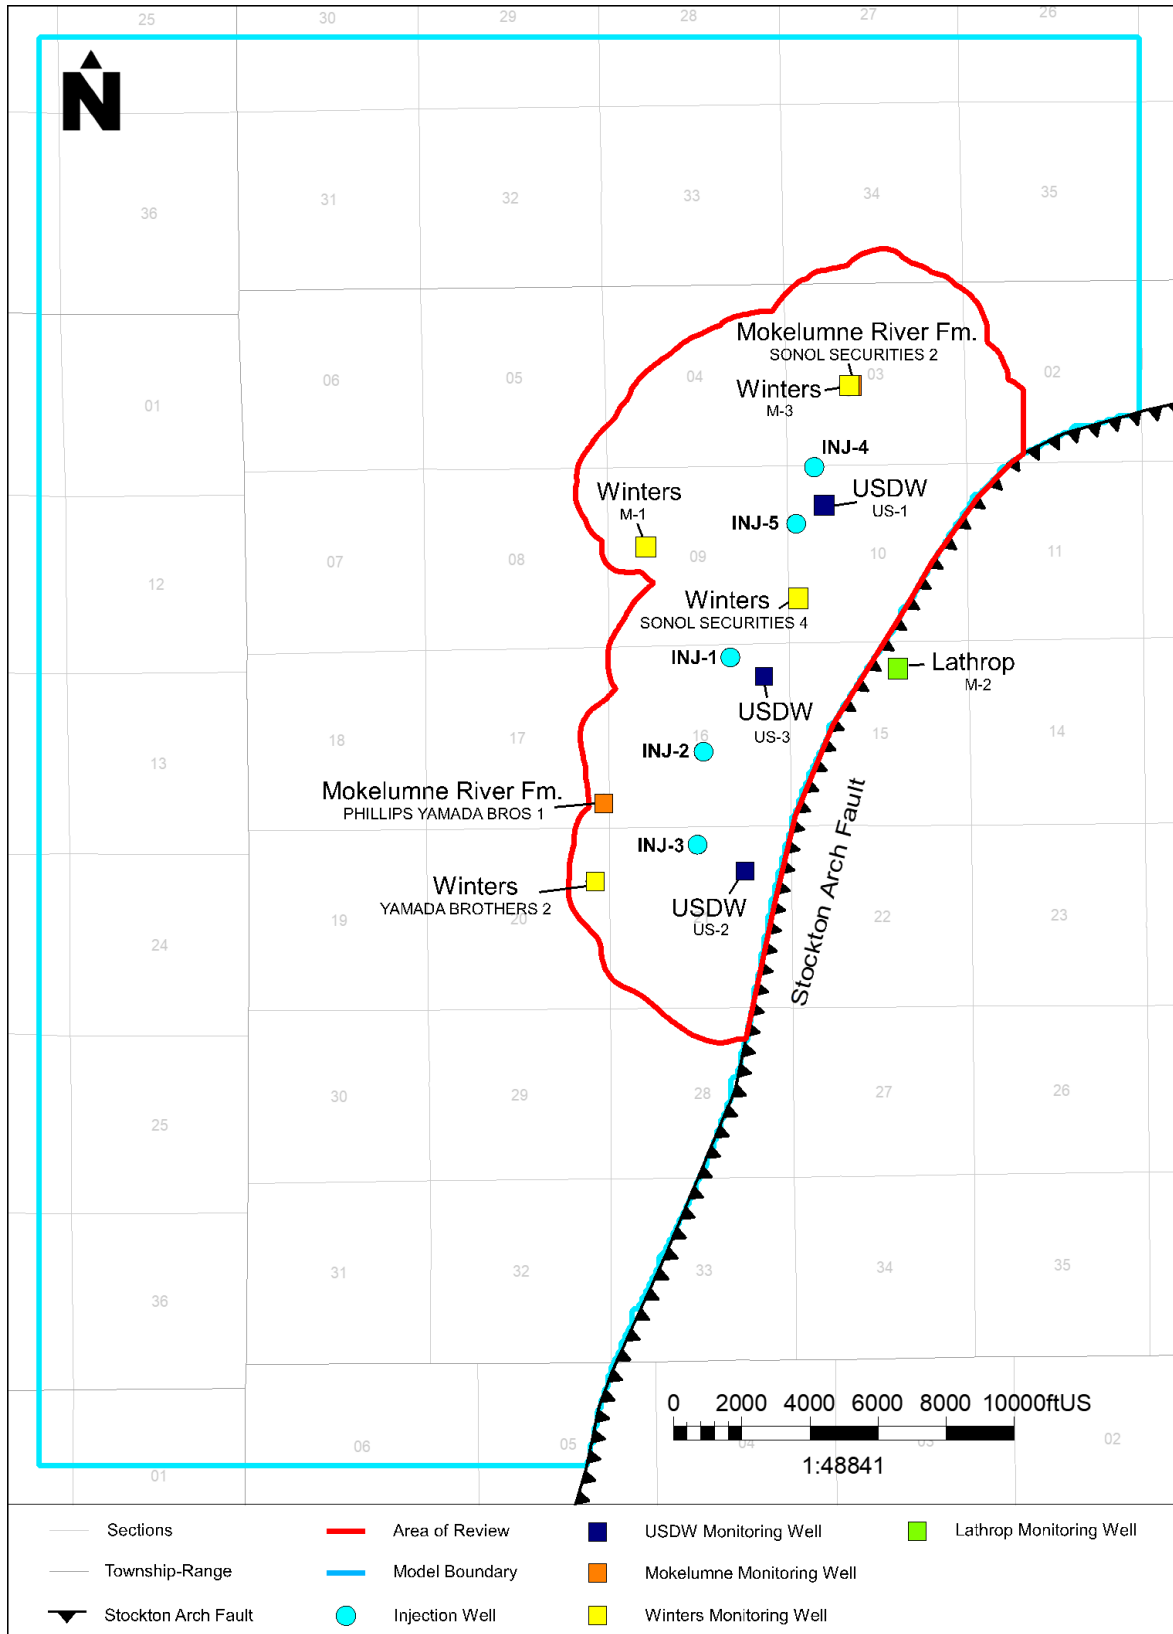 25
30
29
28
27
26
N
36
31
32
33
34
35
Mokelumne River Fm.
SONOL SECURITIES 2
01
06
05
04
03
02
Winters
M-3
INJ-4
Winters
M-1
USDW
US-1
INJ-5
12
07
08
09
10
11
Winters
SONOL SECURITIES 4
INJ-1
Lathrop
M-2
USDW
US-3
13
18
17
16
15
14
INJ-2
Mokelumne River Fm.
PHILLIPS YAMADA BROS 1
Stockton Arch Fault
INJ-3
Winters
YAMADA BROTHERS 2
USDW
US-2
24
19
20
22
23
25
30
29
28
27
26
36
31
32
33
34
35
0 2000 4000 6000 8000 10000ftUS
1:48841
01
06
05
04
03
02
Sections
Township-Range
Stockton Arch Fault
Area of Review
Model Boundary
Injection Well
USDW Monitoring Well
Mokelumne Monitoring Well
Winters Monitoring Well
Lathrop Monitoring Well